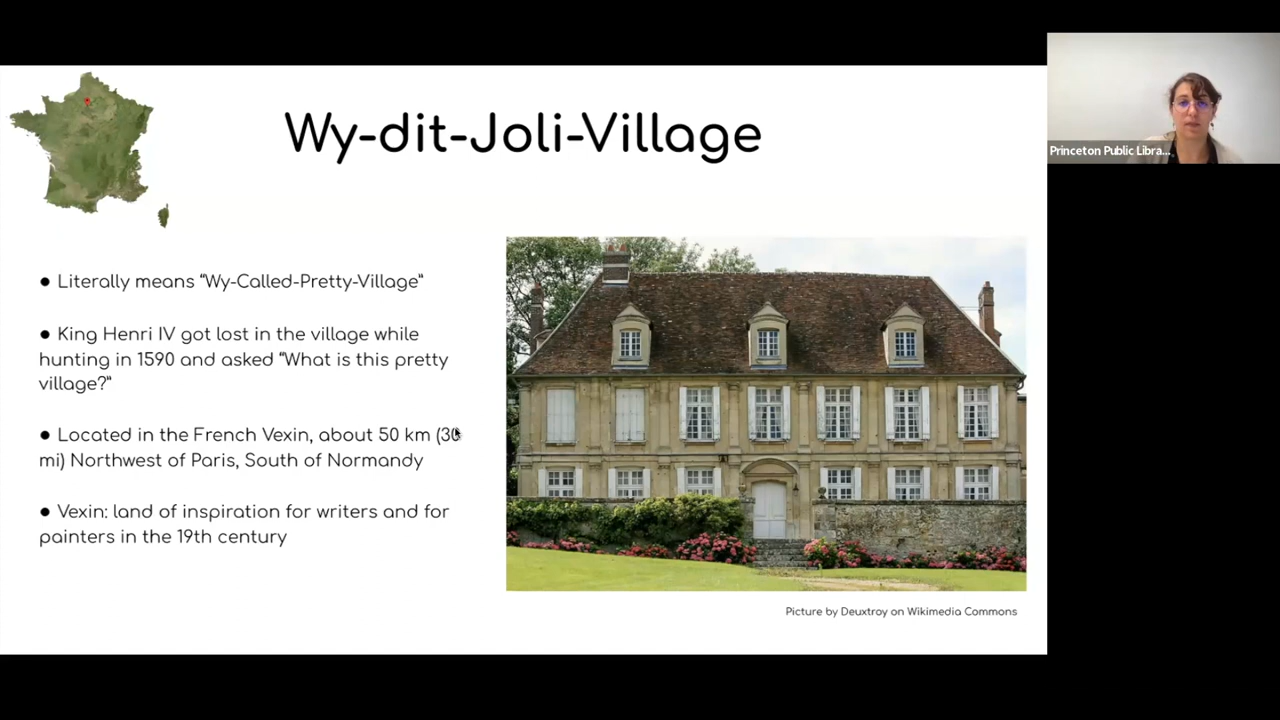 Wy-dit-Joli-Village
Princeton Public Libra...
● Literally means “Wy-Called-Pretty-Village”
● King Henri IV got lost in the village while
hunting in 1590 and asked “What is this pretty
village?”
● Located in the French Vexin, about 50 km (30
mi) Northwest of Paris, South of Normandy
● Vexin: land of inspiration for writers and for
painters in the 19th century
Picture by Deuxtroy on Wikimedia Commons